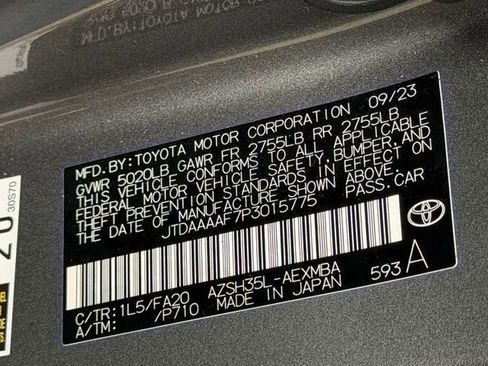 MFD. BY: TOYOTA MOTOR CORPORATION 09/23
GVWR 5020LB GAWR FR 2755LB RR 2755LB
THIS VEHICLE CONFORMS TO ALL APPLICABLE
FEDERAL MOTOR VEHICLE SAFETY, BUMPER, AND
THEFT PREVENTION STANDARDS IN EFFECT ON
THE DATE OF MANUFACTURE SHOWN ABOVE.
JTDAAAAF7P3015775 PASS. CAR
C/TR: 1L5/FA20 AZSH35L-AEXMBA
A/TM: /P710 MADE IN JAPAN 593 A
30S70